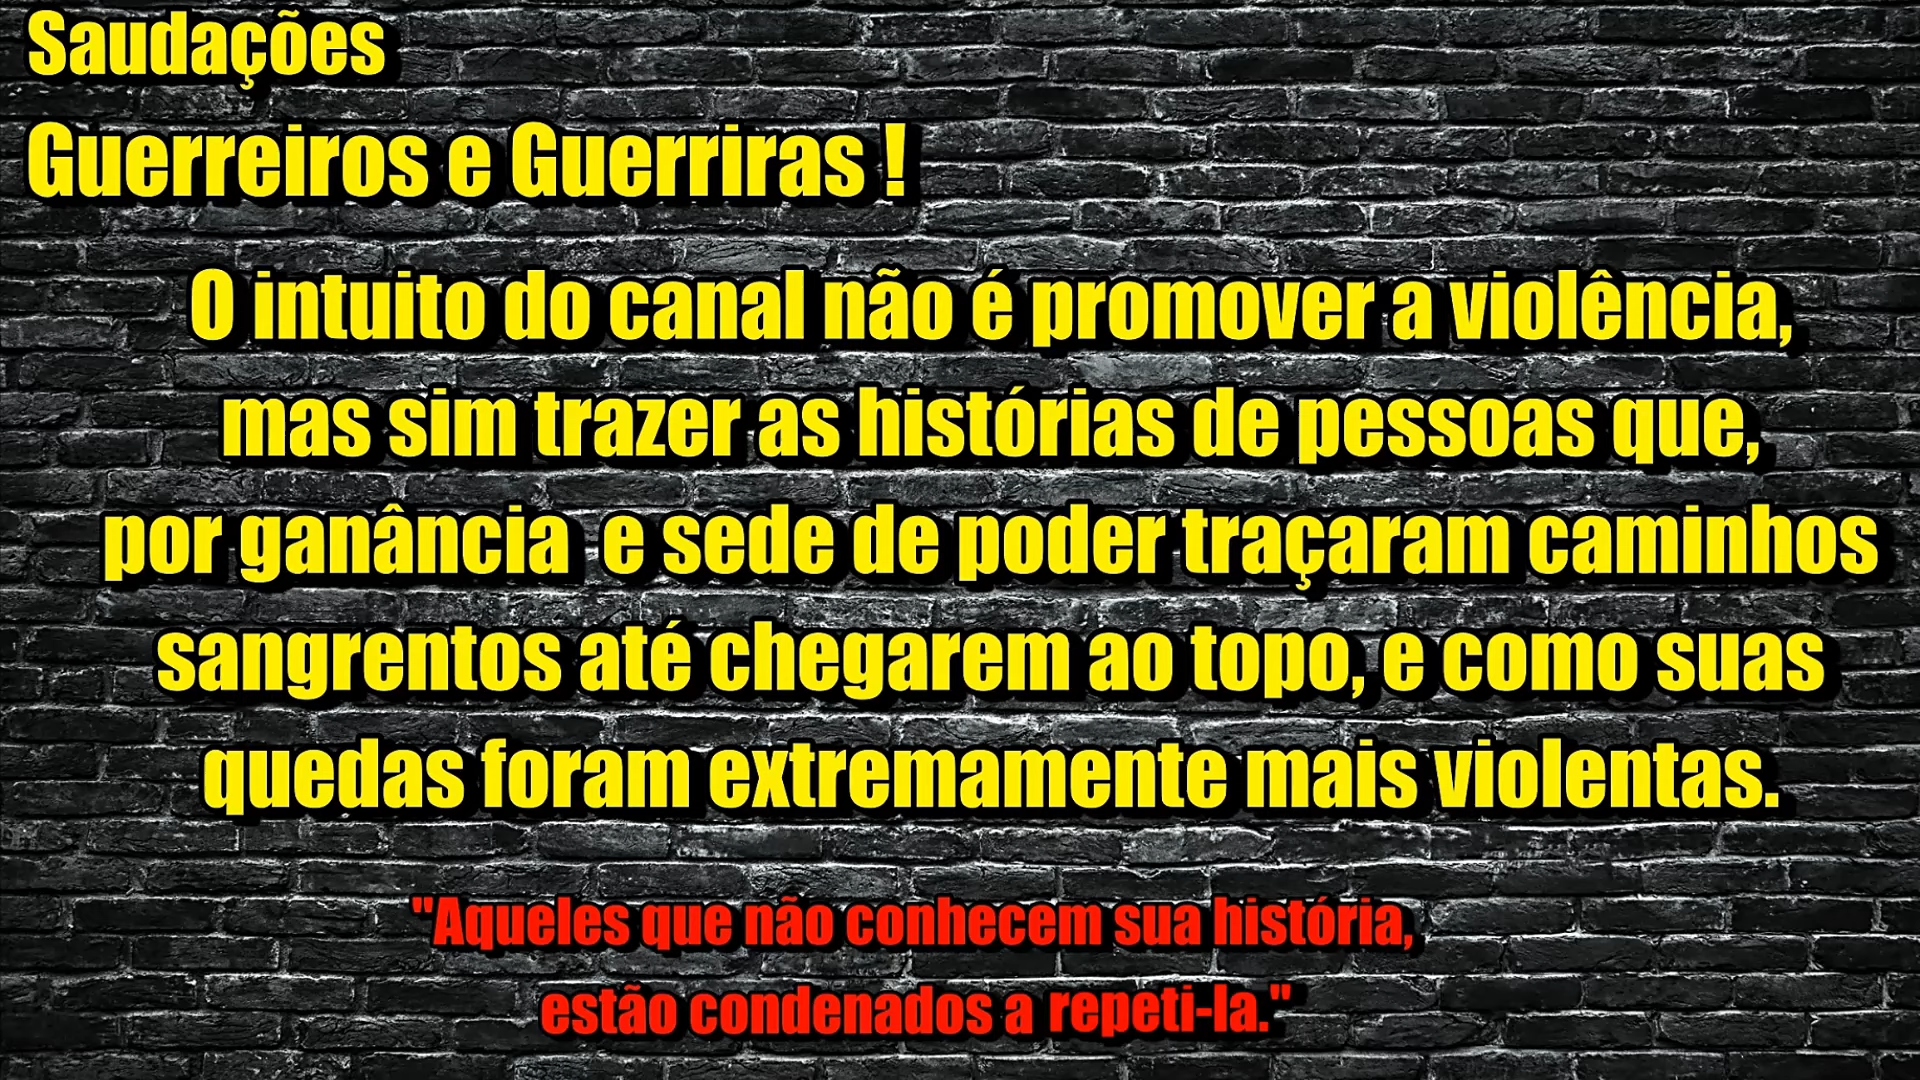 Saudações
Guerreiros e Guerriras !
O intuito do canal não é promover a violência,
mas sim trazer as histórias de pessoas que,
por ganância e sede de poder traçaram caminhos
sangrentos até chegarem ao topo, e como suas
quedas foram extremamente mais violentas.
"Aqueles que não conhecem sua história,
estão condenados a repeti-la."